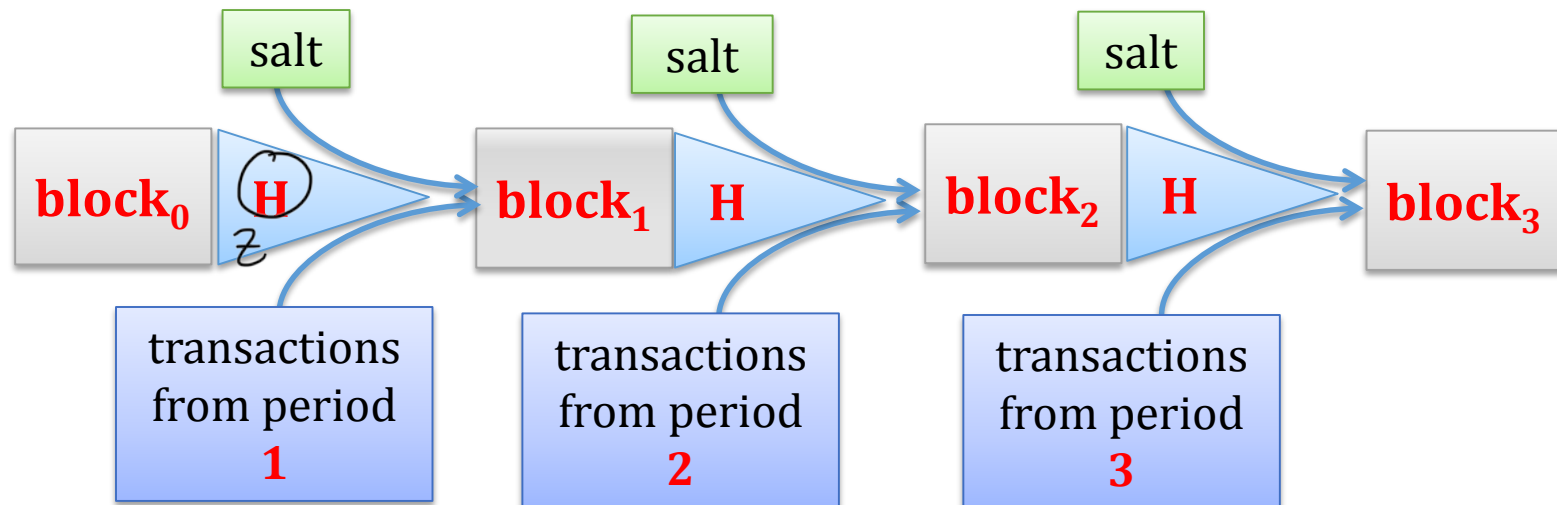 salt
salt
salt
block₀
H
block₁
H
block₂
H
block₃
z
transactions
from period
1
transactions
from period
2
transactions
from period
3